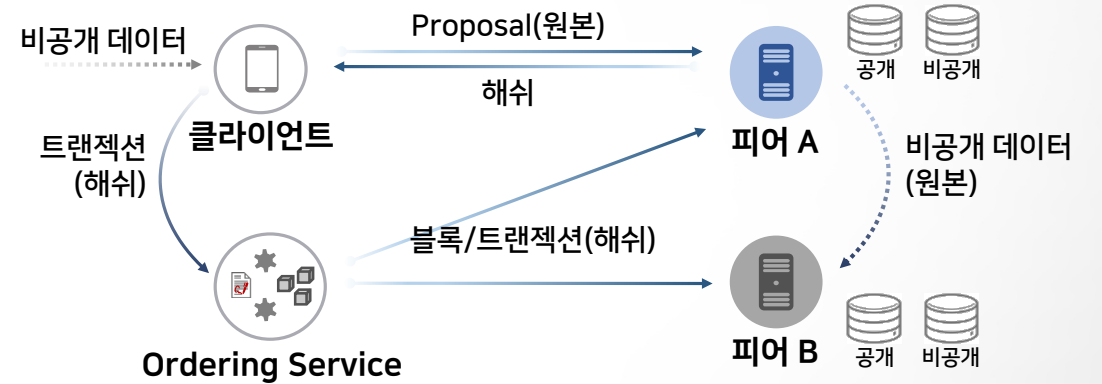 비공개 데이터
Proposal(원본)
해쉬
공개
비공개
클라이언트
피어 A
트랜젝션
(해쉬)
비공개 데이터
(원본)
블록/트랜젝션(해쉬)
Ordering Service
피어 B
공개
비공개